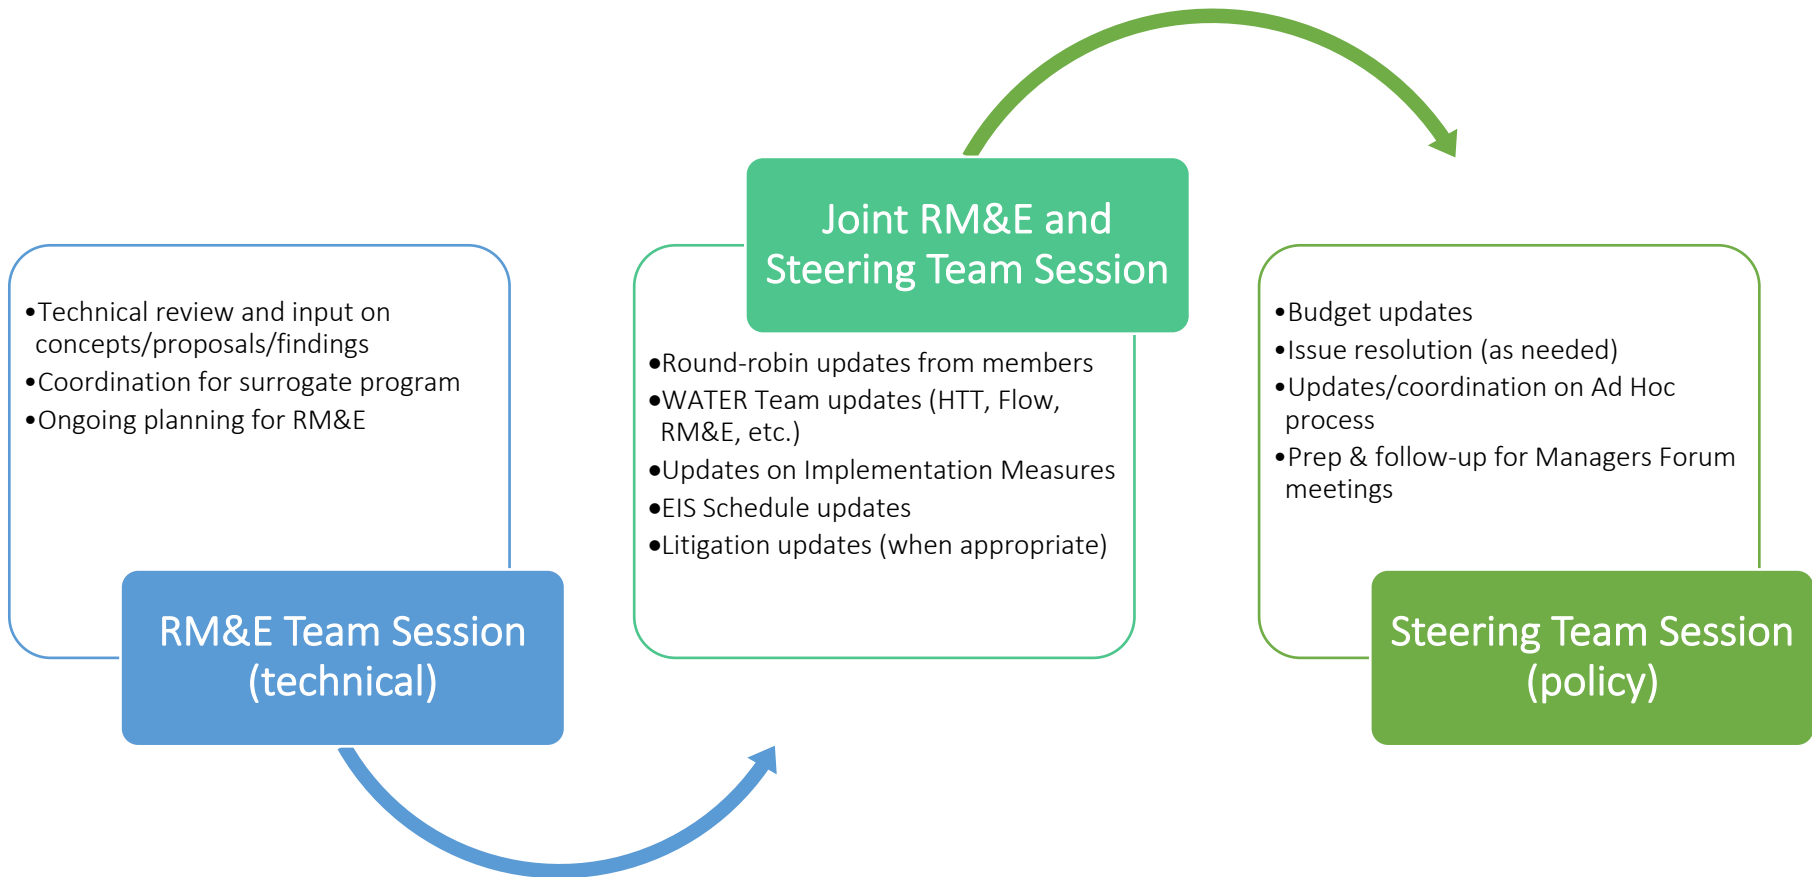 •Technical review and input on
concepts/proposals/findings
•Coordination for surrogate program
•Ongoing planning for RM&E
RM&E Team Session
(technical)
Joint RM&E and
Steering Team Session
•Round-robin updates from members
•WATER Team updates (HTT, Flow,
RM&E, etc.)
•Updates on Implementation Measures
•EIS Schedule updates
•Litigation updates (when appropriate)
•Budget updates
•Issue resolution (as needed)
•Updates/coordination on Ad Hoc
process
•Prep & follow-up for Managers Forum
meetings
Steering Team Session
(policy)